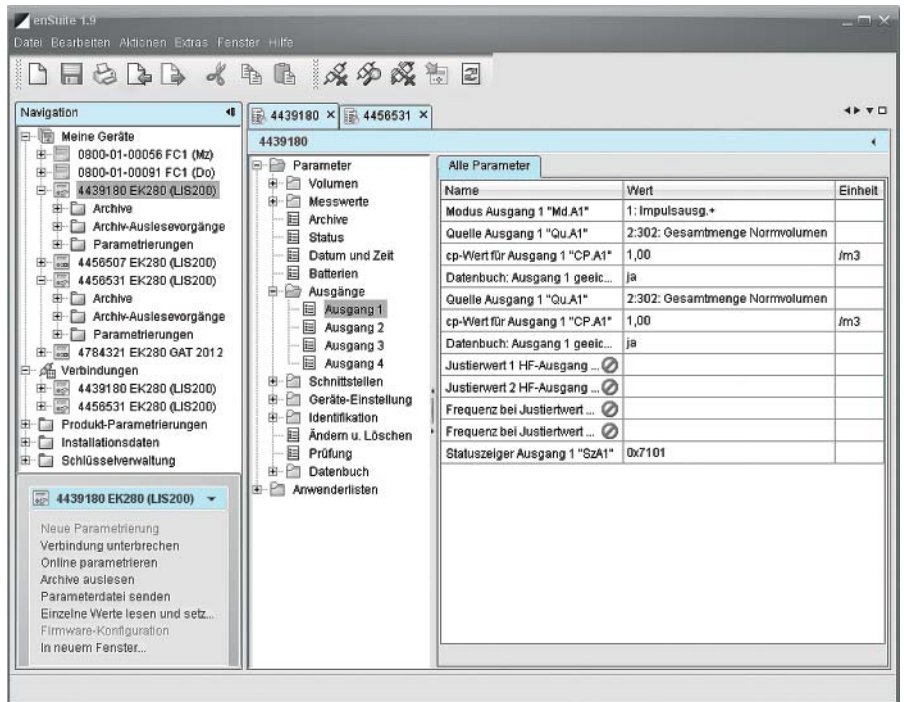 enSuite 1.9
Datei Bearbeiten Aktionen Extras Fenster Hilfe
Navigation
Meine Geräte
0800-01-00056 FC1 (Mz)
0800-01-00091 FC1 (Do)
4439180 EK280 (LIS200)
Archive
Archiv-Auslesevorgänge
Parametrierungen
4456507 EK280 (LIS200)
4456531 EK280 (LIS200)
Archive
Archiv-Auslesevorgänge
Parametrierungen
4784321 EK280 GAT 2012
Verbindungen
4439180 EK280 (LIS200)
4456531 EK280 (LIS200)
Produkt-Parametrierungen
Installationsdaten
Schlüsselverwaltung
4439180 EK280 (LIS200)
Neue Parametrierung
Verbindung unterbrechen
Online parametrieren
Archive auslesen
Parameterdatei senden
Einzelne Werte lesen und setz...
Firmware-Konfiguration
In neuem Fenster...
4439180 × 4456531 ×
4439180
Parameter
Volumen
Messwerte
Archive
Status
Datum und Zeit
Batterien
Ausgänge
Ausgang 1
Ausgang 2
Ausgang 3
Ausgang 4
Schnittstellen
Geräte-Einstellung
Identifikation
Ändern u. Löschen
Prüfung
Datenbuch
Anwenderlisten
Alle Parameter
Name Wert Einheit
Modus Ausgang 1 "Md.A1" 1: Impulsausg.+
Quelle Ausgang 1 "Qu.A1" 2:302: Gesamtmenge Normvolumen
cp-Wert für Ausgang 1 "CP.A1" 1,00 /m3
Datenbuch: Ausgang 1 geeic... ja
Quelle Ausgang 1 "Qu.A1" 2:302: Gesamtmenge Normvolumen
cp-Wert für Ausgang 1 "CP.A1" 1,00 /m3
Datenbuch: Ausgang 1 geeic... ja
Justierwert 1 HF-Ausgang ...
Justierwert 2 HF-Ausgang ...
Frequenz bei Justiertwert ...
Frequenz bei Justiertwert ...
Statuszeiger Ausgang 1 "SzA1" 0x7101